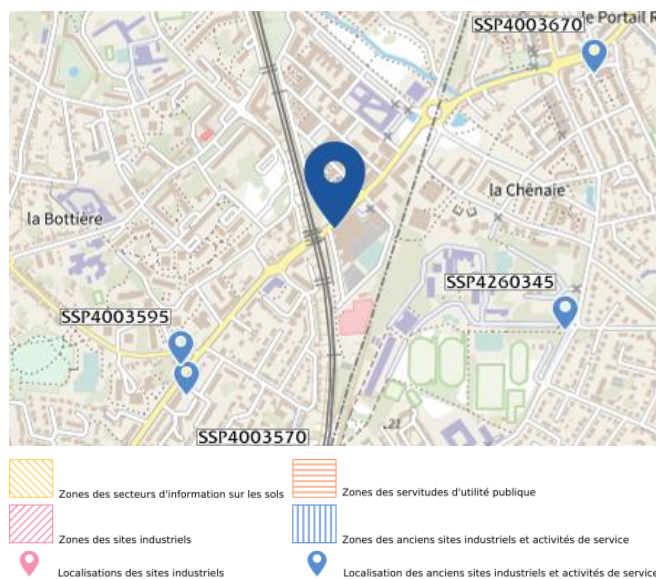 le Portail R
SSP4003670
la Chênaie
la Bottière
SSP4260345
SSP4003595
.21
SSP4003570
Zones des secteurs d'information sur les sols
Zones des servitudes d'utilité publique
Zones des sites industriels
Zones des anciens sites industriels et activités de service
Localisations des sites industriels
Localisation des anciens sites industriels et activités de service